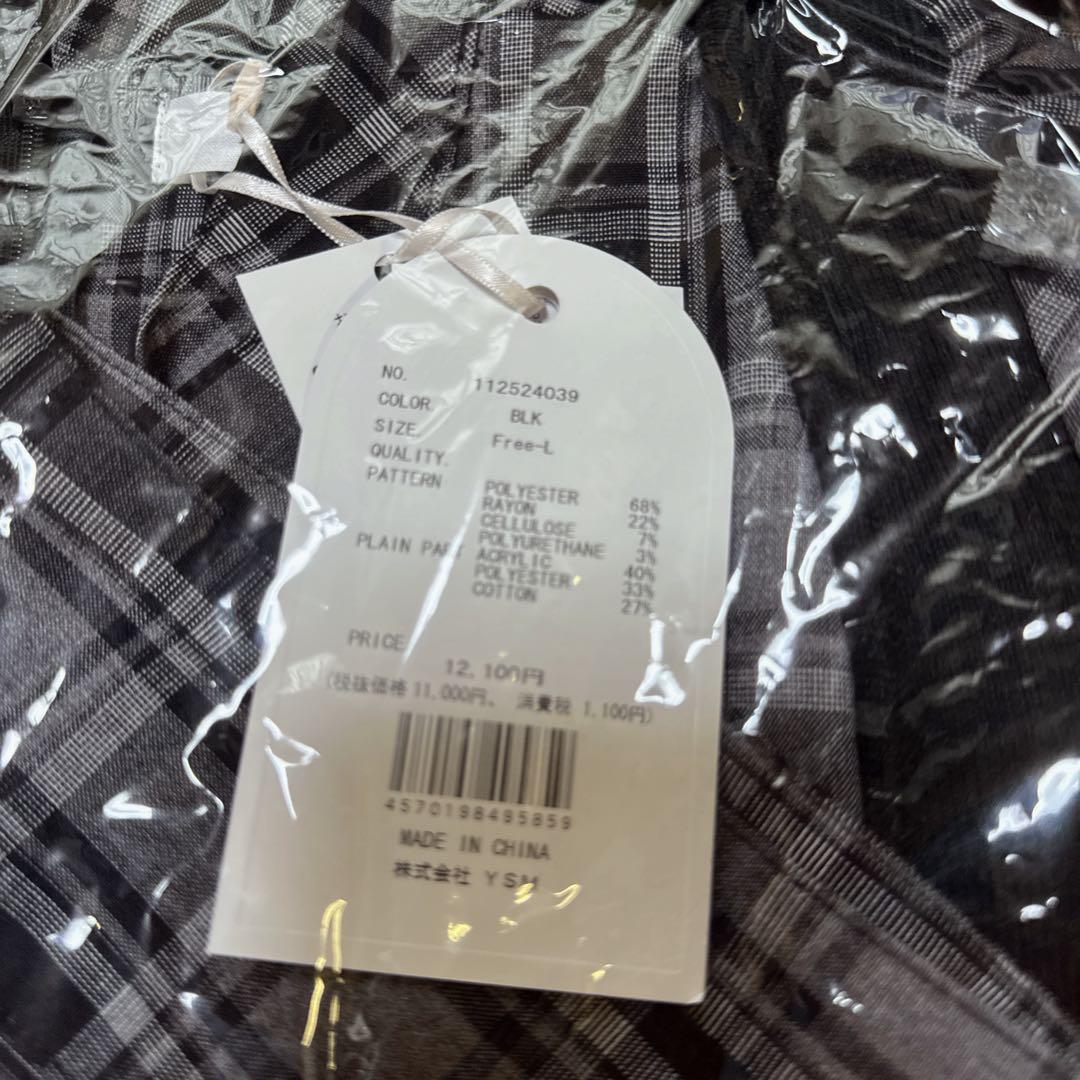 NO. 112524039
COLOR. BLK
SIZE. Free-L
QUALITY.
PATTERN POLYESTER 68%
RAYON 22%
CELLULOSE 7%
POLYURETHANE 3%
PLAIN PART ACRYLIC 40%
POLYESTER 33%
COTTON 27%
PRICE 12,100円
(税抜価格 11,000円、 消費税 1,100円)
4570198495859
MADE IN CHINA
株式会社 YSM